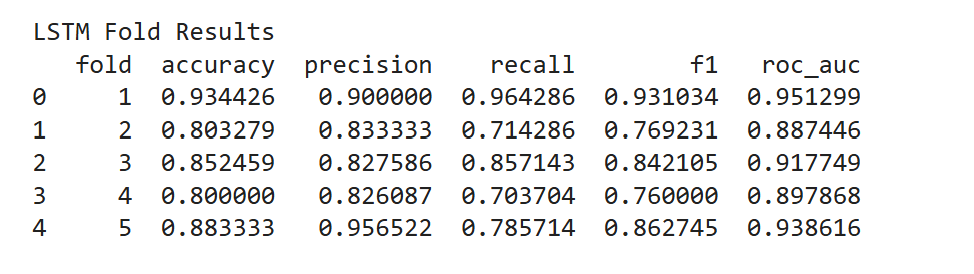 LSTM Fold Results
fold accuracy precision recall f1 roc_auc
0 1 0.934426 0.900000 0.964286 0.931034 0.951299
1 2 0.803279 0.833333 0.714286 0.769231 0.887446
2 3 0.852459 0.827586 0.857143 0.842105 0.917749
3 4 0.800000 0.826087 0.703704 0.760000 0.897868
4 5 0.883333 0.956522 0.785714 0.862745 0.938616